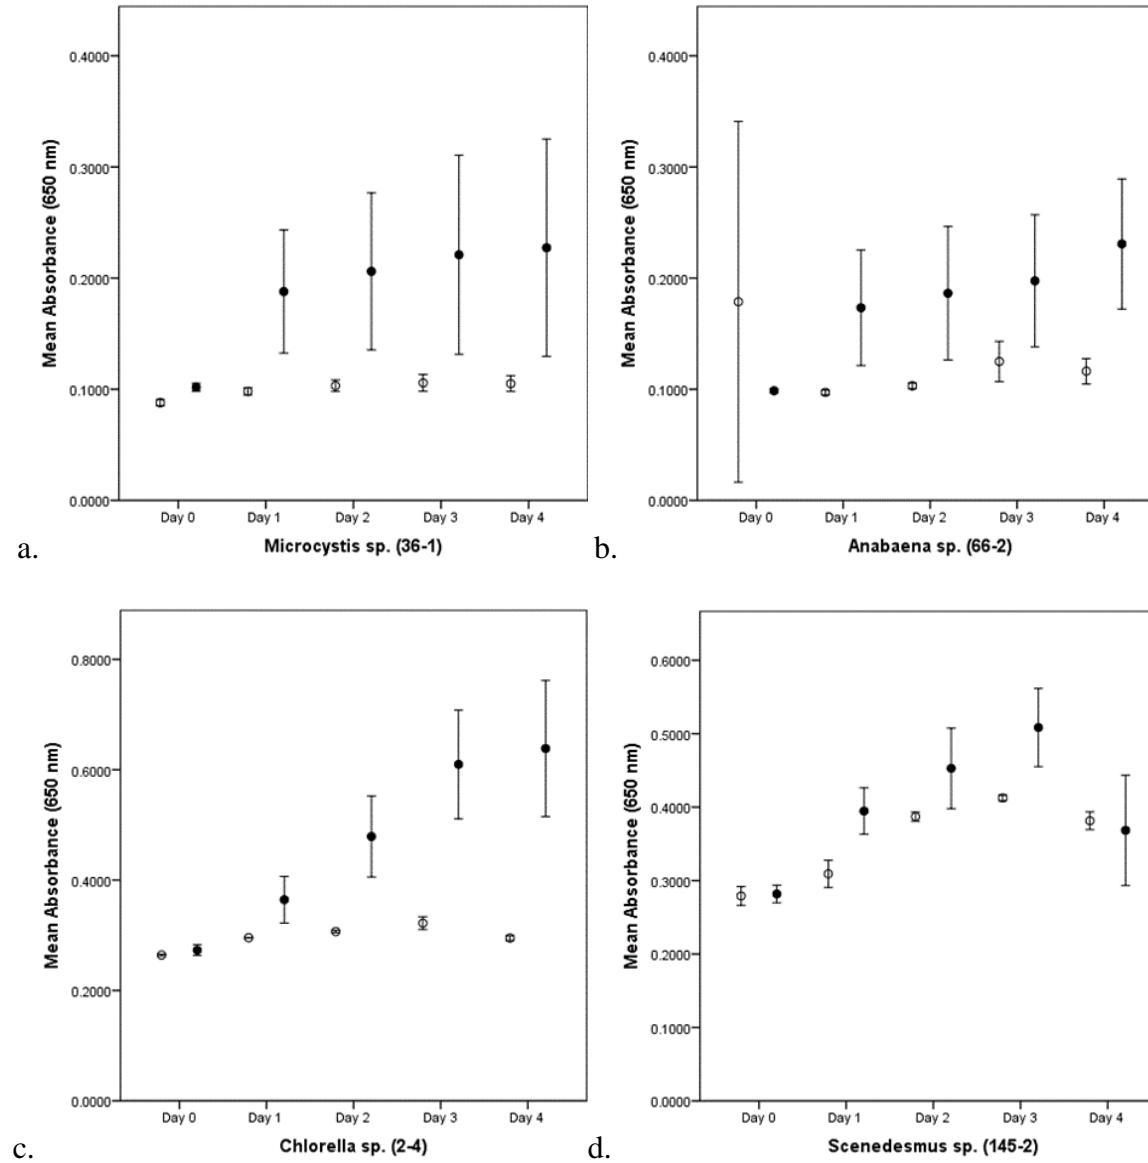 0.4000
0.3000
0.2000
0.1000
0.0000
Mean Absorbance (650 nm)
Day 0 Day 1 Day 2 Day 3 Day 4
Microcystis sp. (36-1)
a.
0.4000
0.3000
0.2000
0.1000
0.0000
Mean Absorbance (650 nm)
Day 0 Day 1 Day 2 Day 3 Day 4
Anabaena sp. (66-2)
b.
0.8000
0.6000
0.4000
0.2000
0.0000
Mean Absorbance (650 nm)
Day 0 Day 1 Day 2 Day 3 Day 4
Chlorella sp. (2-4)
c.
0.6000
0.5000
0.4000
0.3000
0.2000
0.1000
0.0000
Mean Absorbance (650 nm)
Day 0 Day 1 Day 2 Day 3 Day 4
Scenedesmus sp. (145-2)
d.